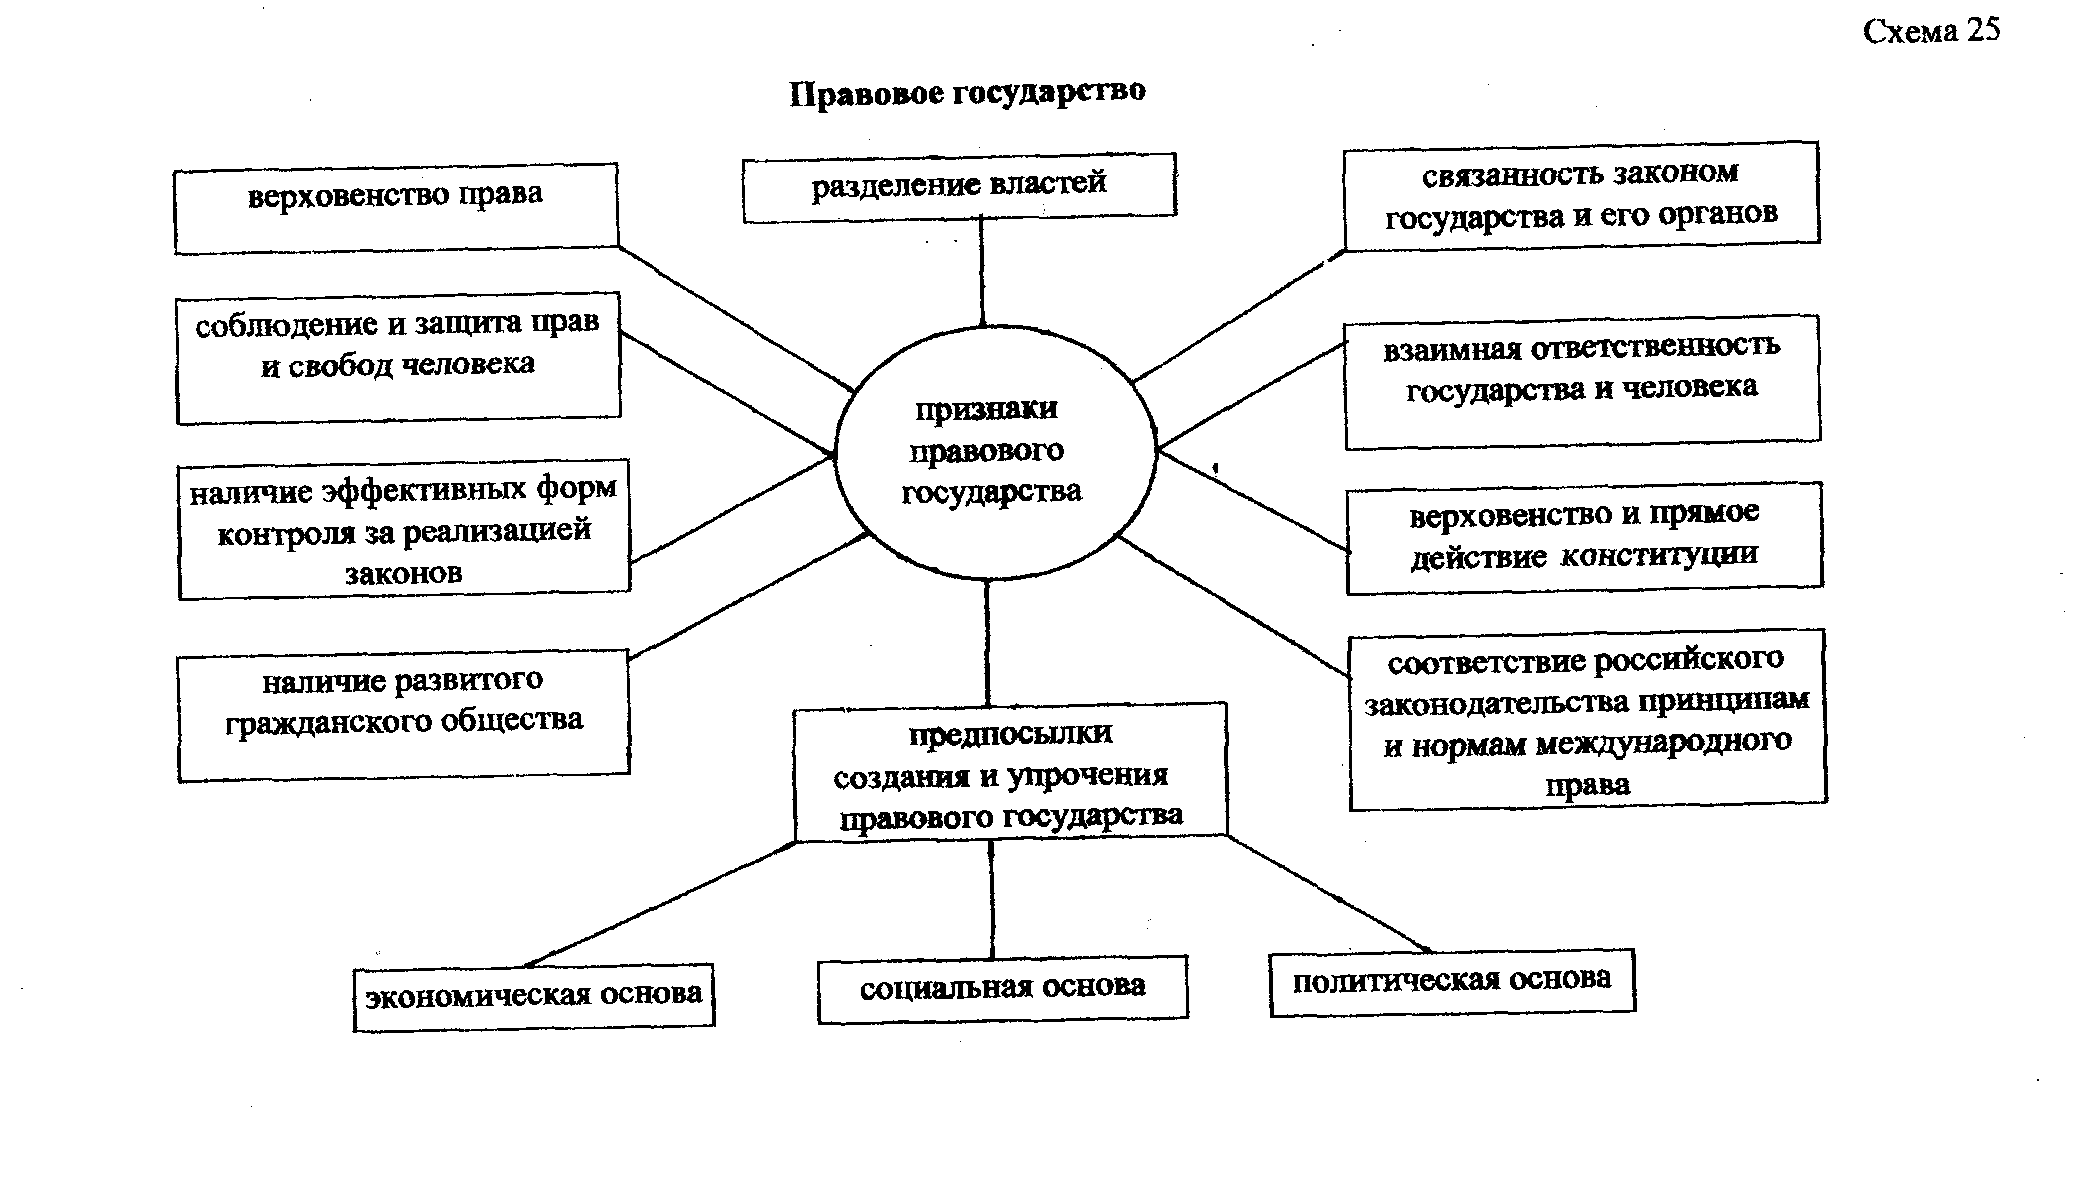 Схема 25
Правовое государство
верховенство права
разделение властей
связанность законом
государства и его органов
соблюдение и защита прав
и свобод человека
взаимная ответственность
государства и человека
признаки
правового
государства
наличие эффективных форм
контроля за реализацией
законов
верховенство и прямое
действие конституции
наличие развитого
гражданского общества
соответствие российского
законодательства принципам
и нормам международного
права
предпосылки
создания и упрочения
правового государства
экономическая основа
социальная основа
политическая основа